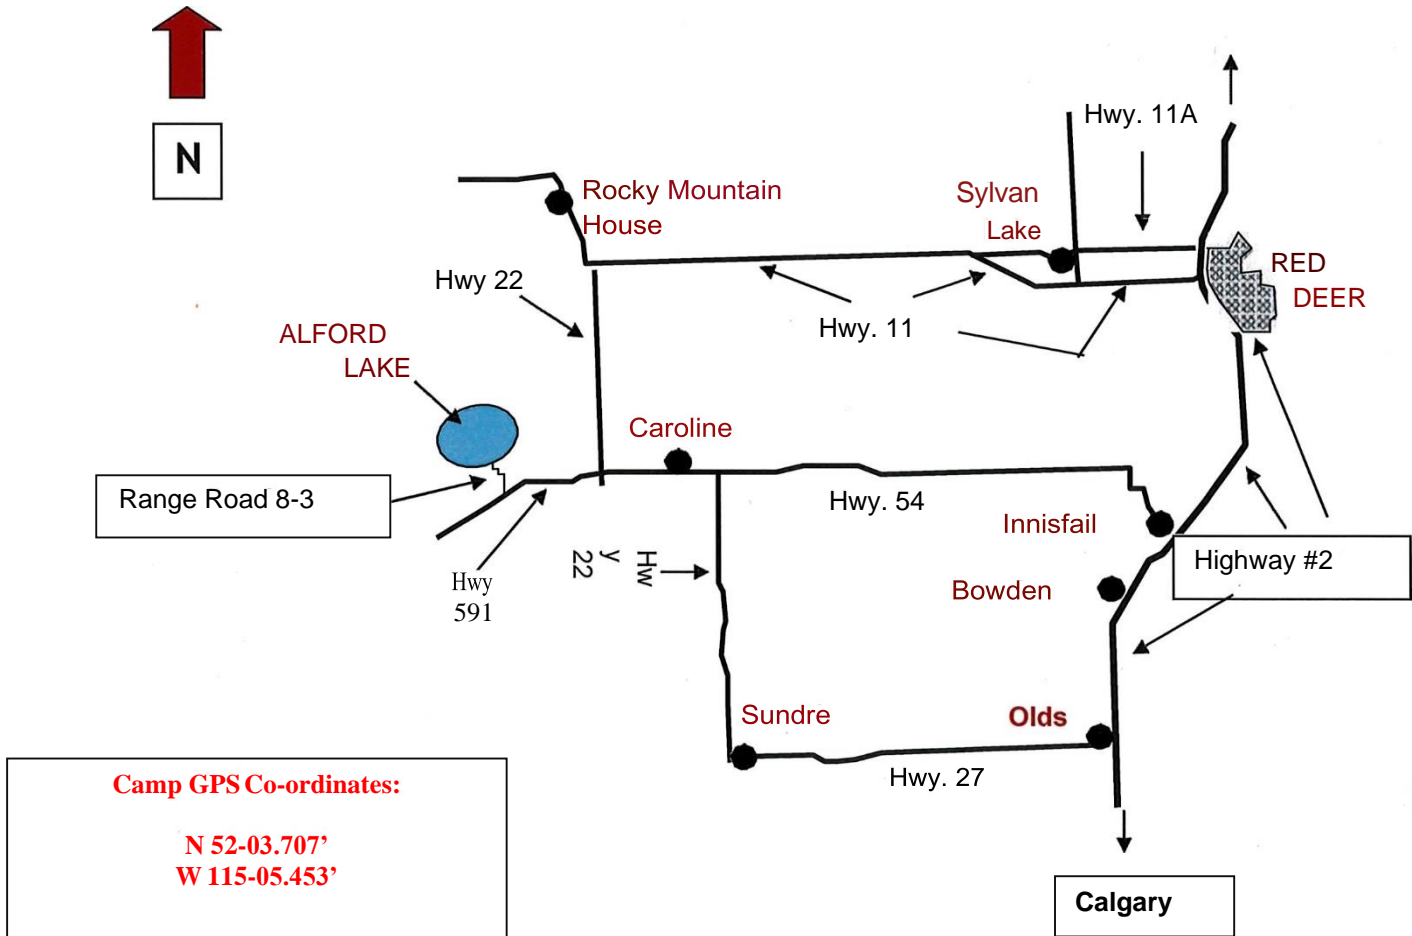 N
Hwy. 11A
Rocky Mountain
House
Sylvan
Lake
RED
DEER
Hwy 22
Hwy. 11
ALFORD
LAKE
Caroline
Range Road 8-3
Hwy. 54
Innisfail
Hwy
591
Hw
y
22
Highway #2
Bowden
Sundre
Olds
Hwy. 27
Camp GPS Co-ordinates:
N 52-03.707’
W 115-05.453’
Calgary